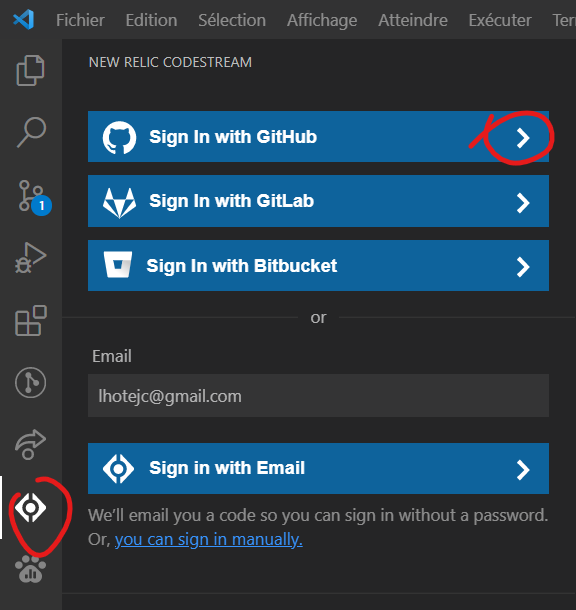 Fichier Edition Sélection Affichage Atteindre Exécuter
NEW RELIC CODESTREAM
Sign In with GitHub
Sign In with GitLab
1
Sign In with Bitbucket
or
Email
lhotejc@gmail.com
Sign in with Email
We'll email you a code so you can sign in without a password.
Or, you can sign in manually.